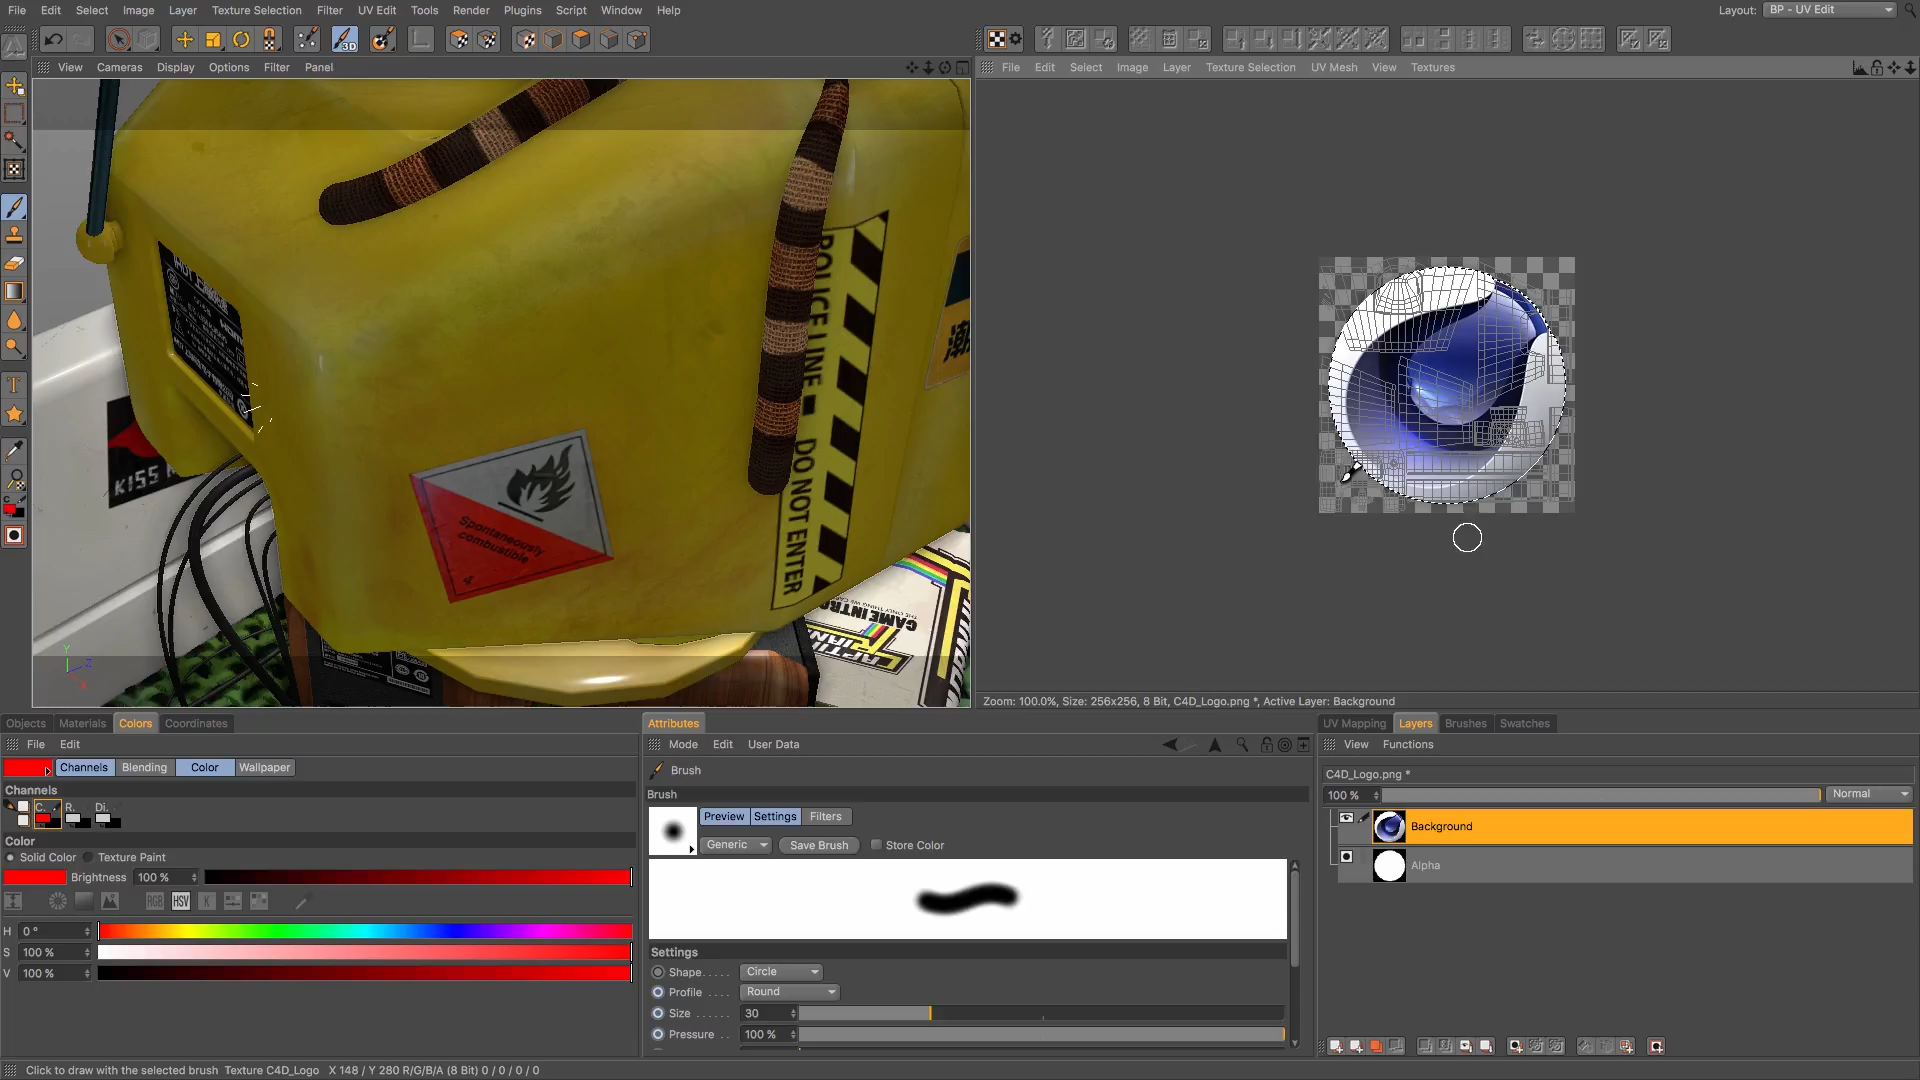 File Edit Select Image Layer Texture Selection Filter UV Edit Tools Render Plugins Script Window Help
Layout: BP - UV Edit
View Cameras Display Options Filter Panel
File Edit Select Image Layer Texture Selection UV Mesh View Textures
POLICE LINE DO NOT ENTER
KISS
Spontaneously
combustible
4
Y
Z
X
Zoom: 100.0%, Size: 256x256, 8 Bit, C4D_Logo.png *, Active Layer: Background
Objects Materials Colors Coordinates
File Edit
Channels Blending Color Wallpaper
Channels
C. R. Di.
Color
Solid Color Texture Paint
Brightness 100 %
RGB HSV K
H 0 °
S 100 %
V 100 %
Attributes
Mode Edit User Data
Brush
Brush
Preview Settings Filters
Generic Save Brush Store Color
Settings
Shape..... Circle
Profile .... Round
Size ...... 30
Pressure .. 100 %
UV Mapping Layers Brushes Swatches
View Functions
C4D_Logo.png *
100 % Normal
Background
Alpha
Click to draw with the selected brush Texture C4D_Logo X 148 / Y 280 R/G/B/A (8 Bit) 0 / 0 / 0 / 0